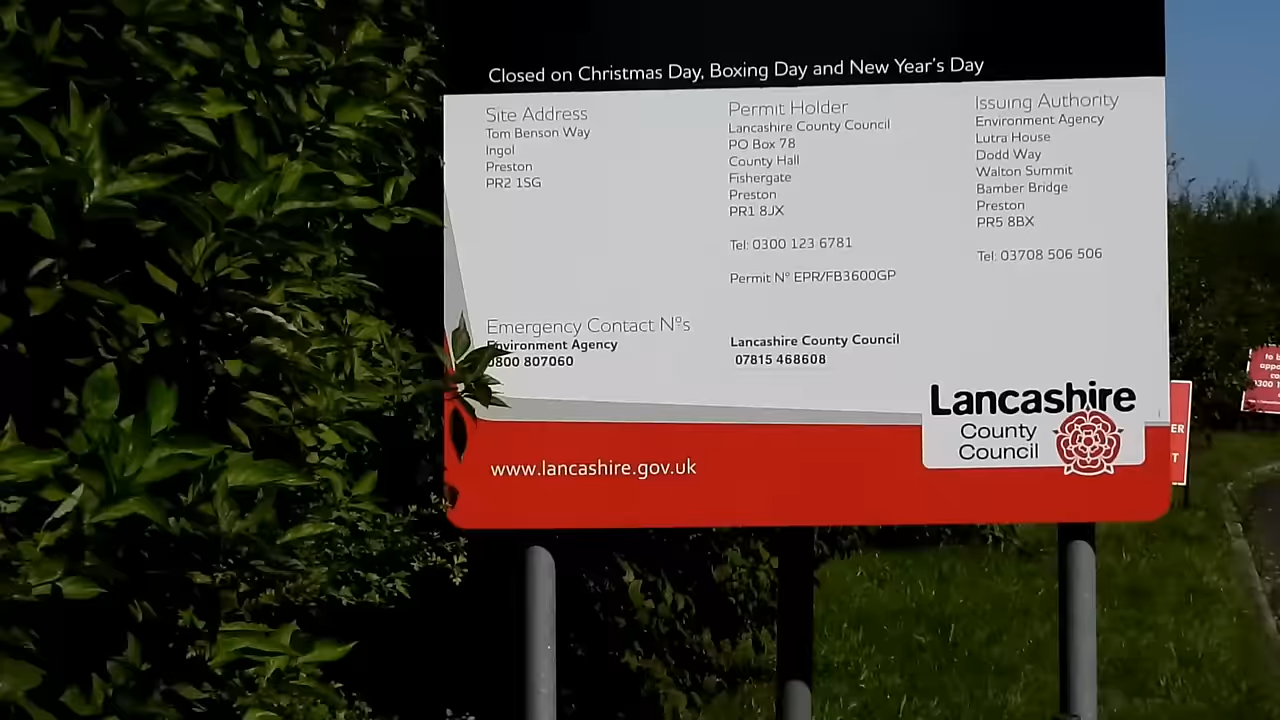 Closed on Christmas Day, Boxing Day and New Year's Day
Site Address
Tom Benson Way
Ingol
Preston
PR2 1SG
Permit Holder
Lancashire County Council
PO Box 78
County Hall
Fishergate
Preston
PR1 8JX
Tel: 0300 123 6781
Permit Nº EPR/FB3600GP
Issuing Authority
Environment Agency
Lutra House
Dodd Way
Walton Summit
Bamber Bridge
Preston
PR5 8BX
Tel: 03708 506 506
Emergency Contact Nºs
Environment Agency
0800 807060
Lancashire County Council
07815 468608
Lancashire
County
Council
www.lancashire.gov.uk